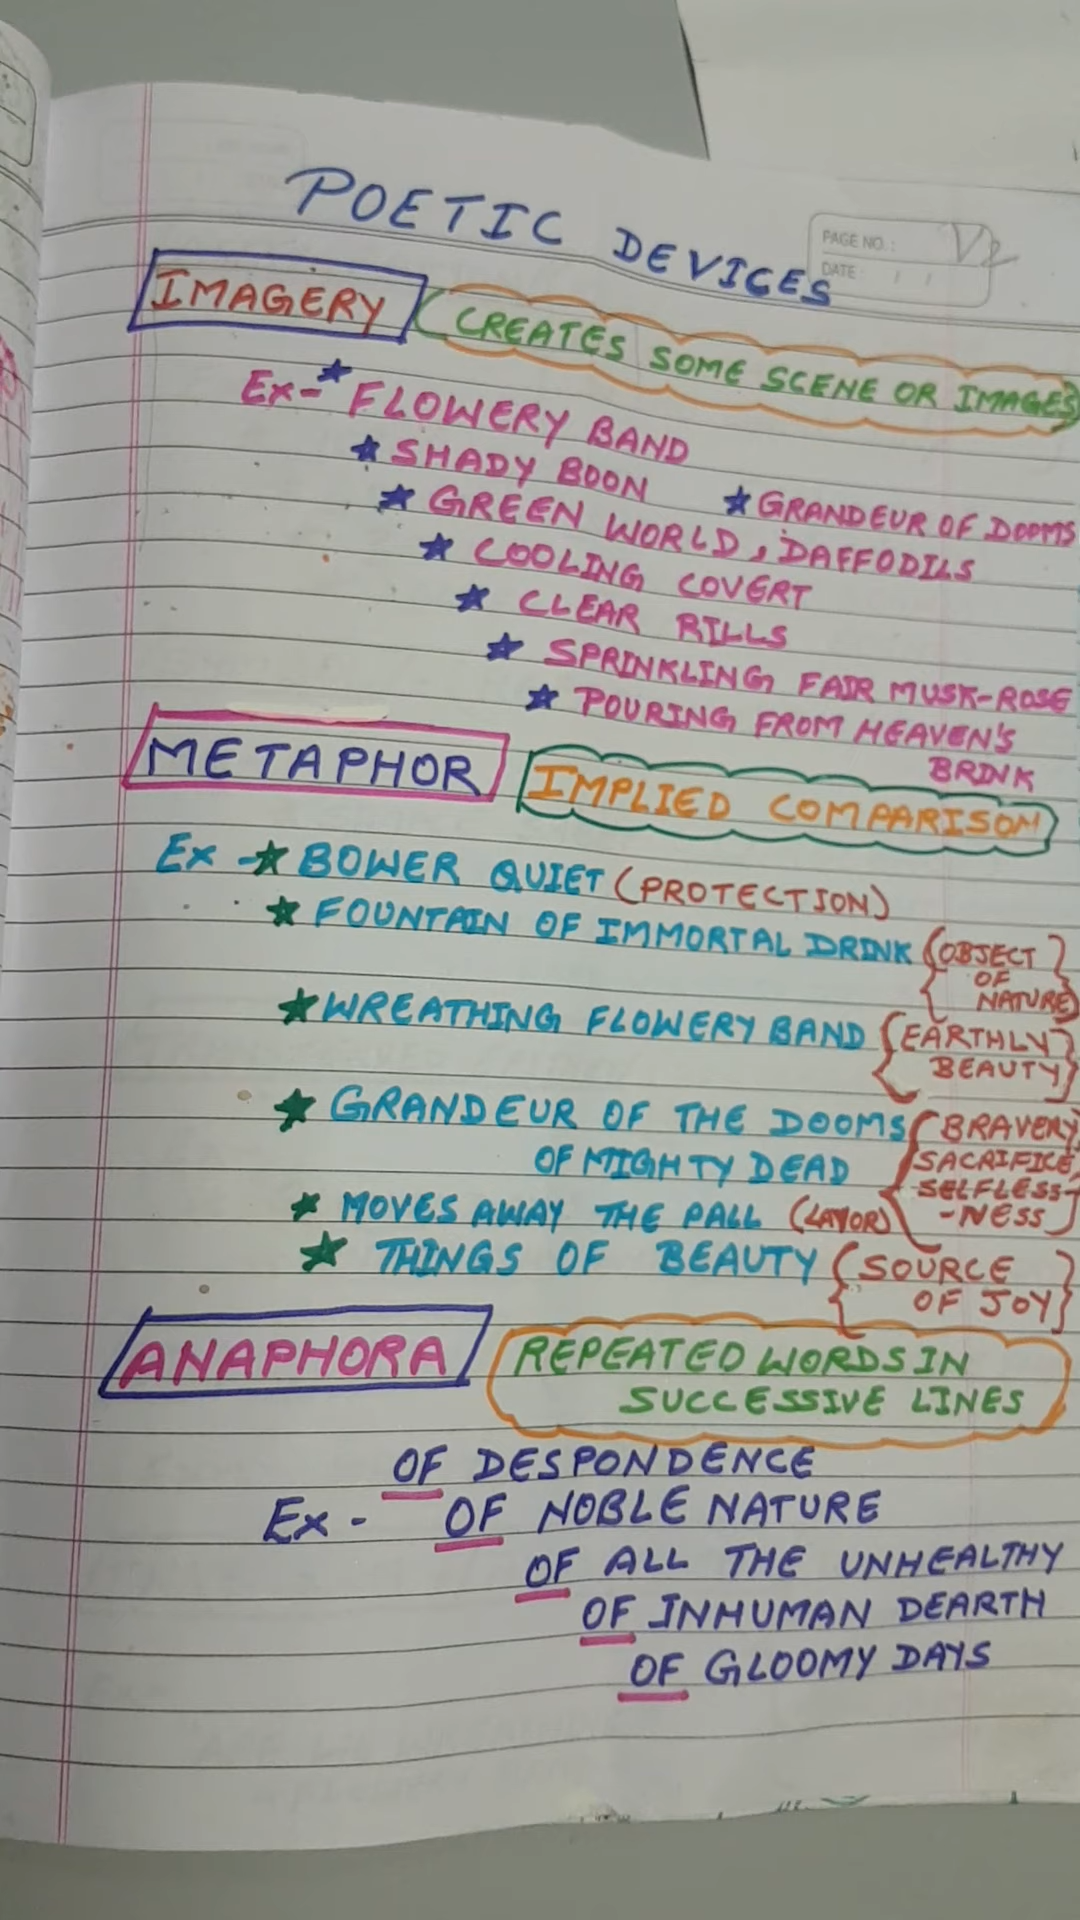 POETIC DEVICES
PAGE NO.:
DATE: / /
IMAGERY (CREATES SOME SCENE OR IMAGES)
Ex- ★ FLOWERY BAND
★ SHADY BOON ★ GRANDEUR OF DOOMS
★ GREEN WORLD, DAFFODILS
★ COOLING COVERT
★ CLEAR RILLS
★ SPRINKLING FAIR MUSK-ROSE
★ POURING FROM HEAVEN'S
BRINK
METAPHOR IMPLIED COMPARISON
Ex - ★ BOWER QUIET (PROTECTION)
★ FOUNTAIN OF IMMORTAL DRINK {OBJECT
OF
NATURE}
★ WREATHING FLOWERY BAND {EARTHLY
BEAUTY}
★ GRANDEUR OF THE DOOMS {BRAVERY
OF MIGHTY DEAD SACRIFICE,
SELFLESS-
★ MOVES AWAY THE PALL (LAYOR) -NESS}
★ THINGS OF BEAUTY {SOURCE
OF JOY}
ANAPHORA REPEATED WORDS IN
SUCCESSIVE LINES
OF DESPONDENCE
Ex - OF NOBLE NATURE
OF ALL THE UNHEALTHY
OF INHUMAN DEARTH
OF GLOOMY DAYS